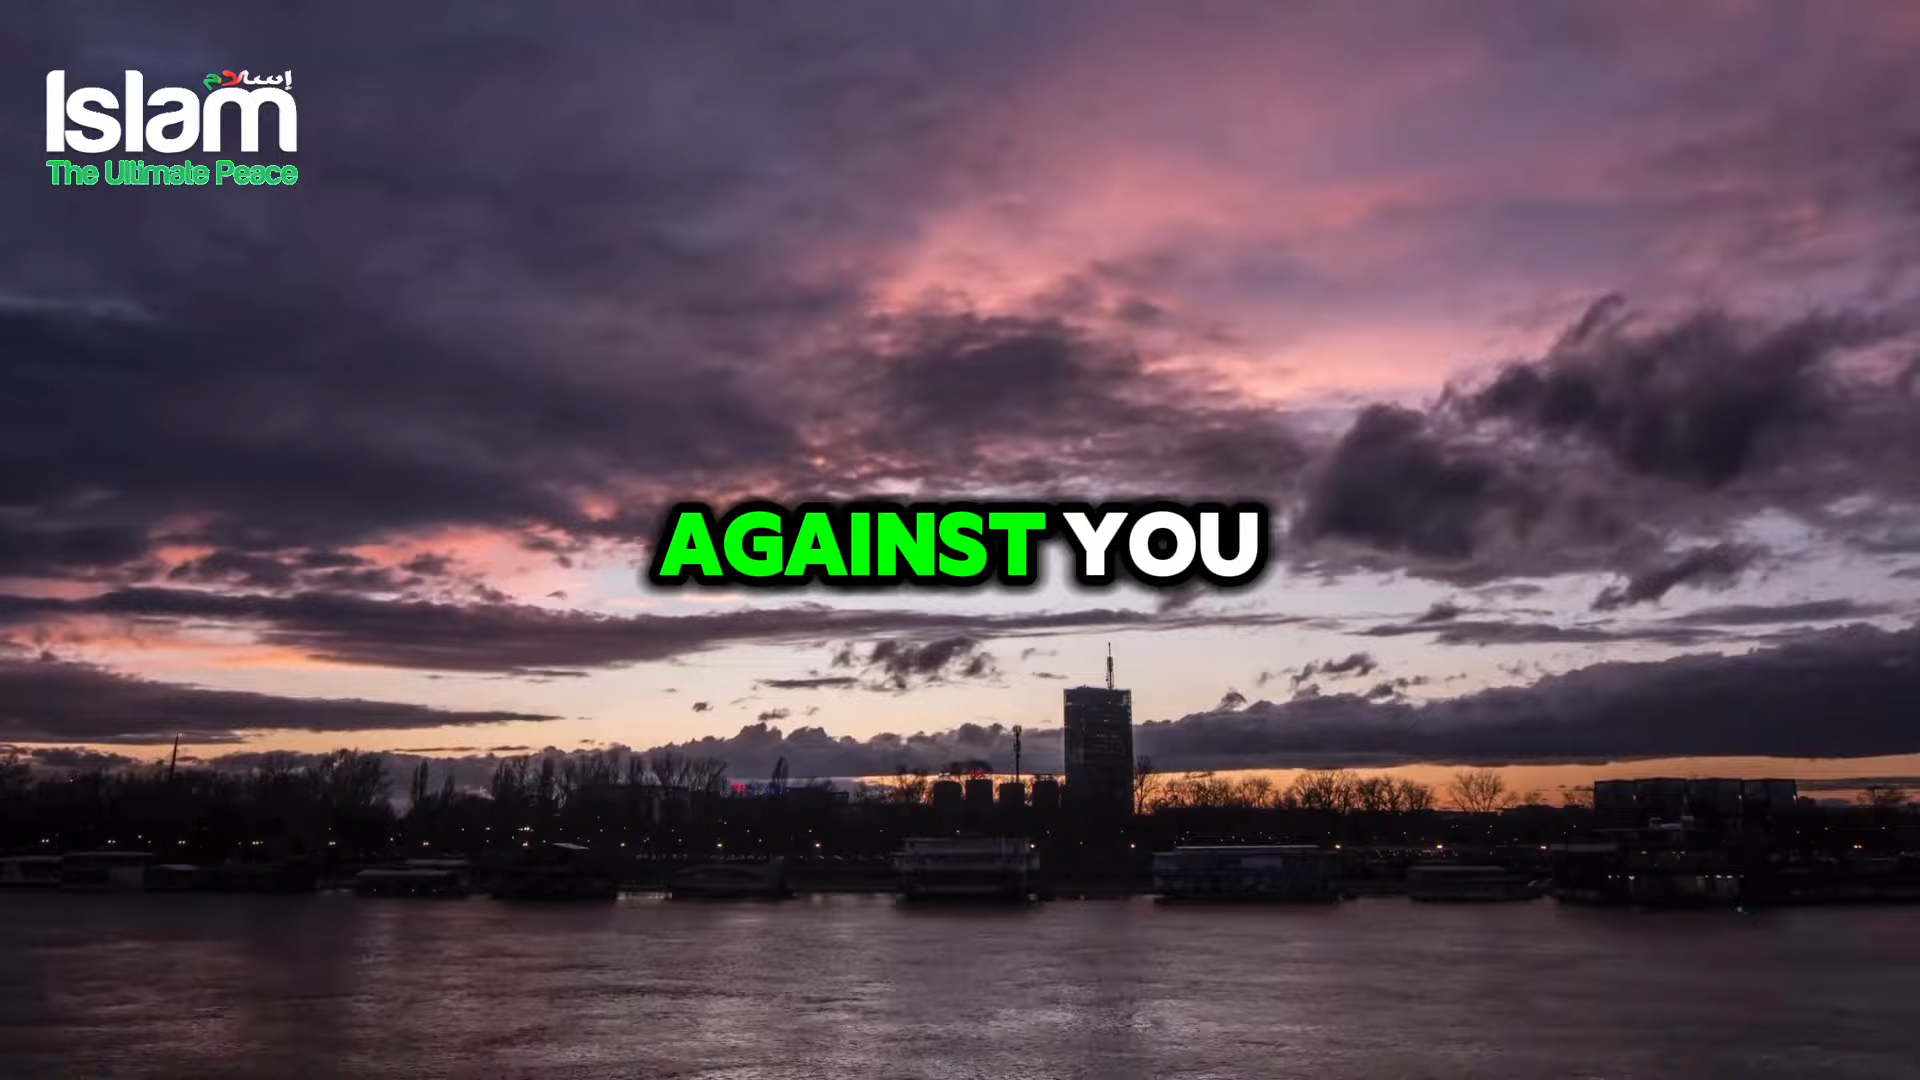 إسلام
Islam
The Ultimate Peace
AGAINST YOU